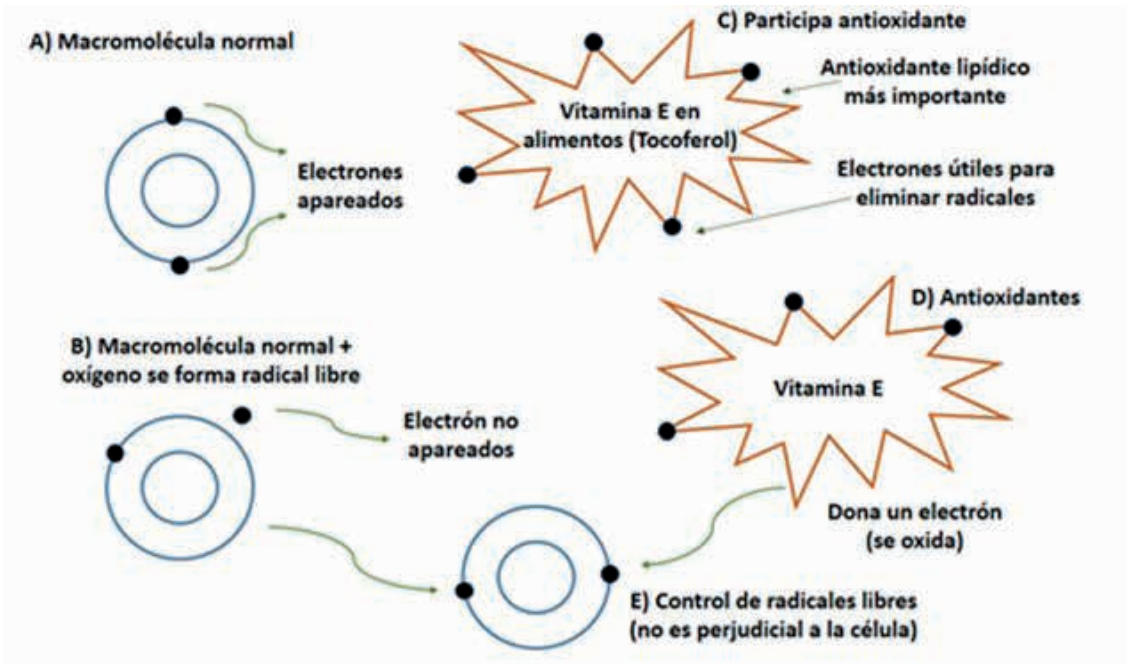 A) Macromolécula normal
Electrones
apareados
C) Participa antioxidante
Antioxidante lipídico
más importante
Vitamina E en
alimentos (Tocoferol)
Electrones útiles para
eliminar radicales
B) Macromolécula normal +
oxígeno se forma radical libre
Electrón no
apareados
D) Antioxidantes
Vitamina E
Dona un electrón
(se oxida)
E) Control de radicales libres
(no es perjudicial a la célula)